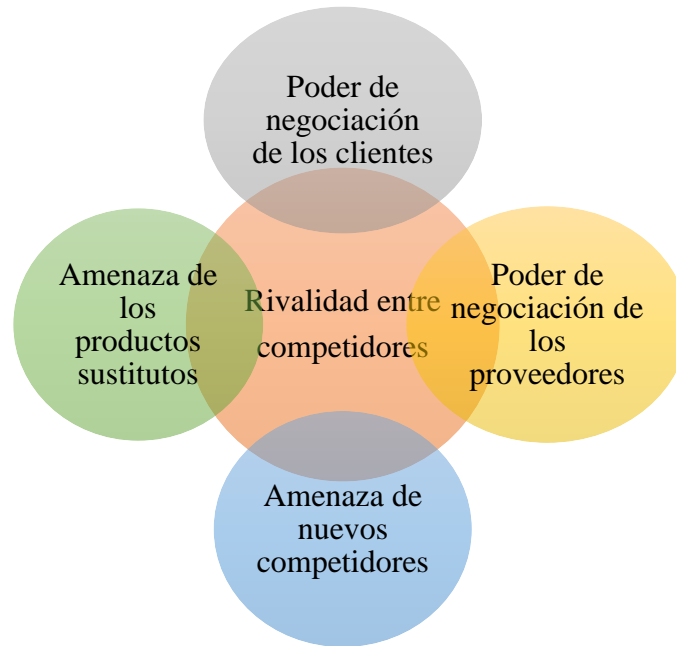 Poder de
negociación
de los clientes
Amenaza de
los
productos
sustitutos
Rivalidad entre
competidores
Poder de
negociación de
los
proveedores
Amenaza de
nuevos
competidores